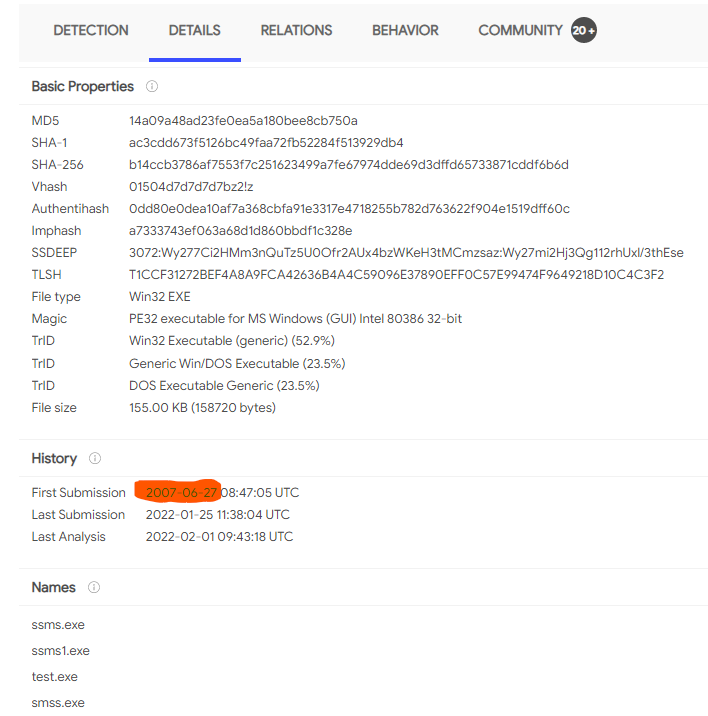 DETECTION DETAILS RELATIONS BEHAVIOR COMMUNITY 20+
Basic Properties
MD5 14a09a48ad23fe0ea5a180bee8cb750a
SHA-1 ac3cdd673f5126bc49faa72fb52284f513929db4
SHA-256 b14ccb3786af7553f7c251623499a7fe67974dde69d3dffd65733871cddf6b6d
Vhash 01504d7d7d7d7bz2!z
Authentihash 0dd80e0dea10af7a368cbfa91e3317e4718255b782d763622f904e1519dff60c
Imphash a7333743ef063a68d1d860bbdf1c328e
SSDEEP 3072:Wy277Ci2HMm3nQuTz5U0Ofr2AUx4bzWKeH3tMCmzsaz:Wy27mi2Hj3Qg112rhUxI/3thEse
TLSH T1CCF31272BEF4A8A9FCA42636B4A4C59096E37890EFF0C57E99474F9649218D10C4C3F2
File type Win32 EXE
Magic PE32 executable for MS Windows (GUI) Intel 80386 32-bit
TrID Win32 Executable (generic) (52.9%)
TrID Generic Win/DOS Executable (23.5%)
TrID DOS Executable Generic (23.5%)
File size 155.00 KB (158720 bytes)
History
First Submission 2007-06-27 08:47:05 UTC
Last Submission 2022-01-25 11:38:04 UTC
Last Analysis 2022-02-01 09:43:18 UTC
Names
ssms.exe
ssms1.exe
test.exe
smss.exe